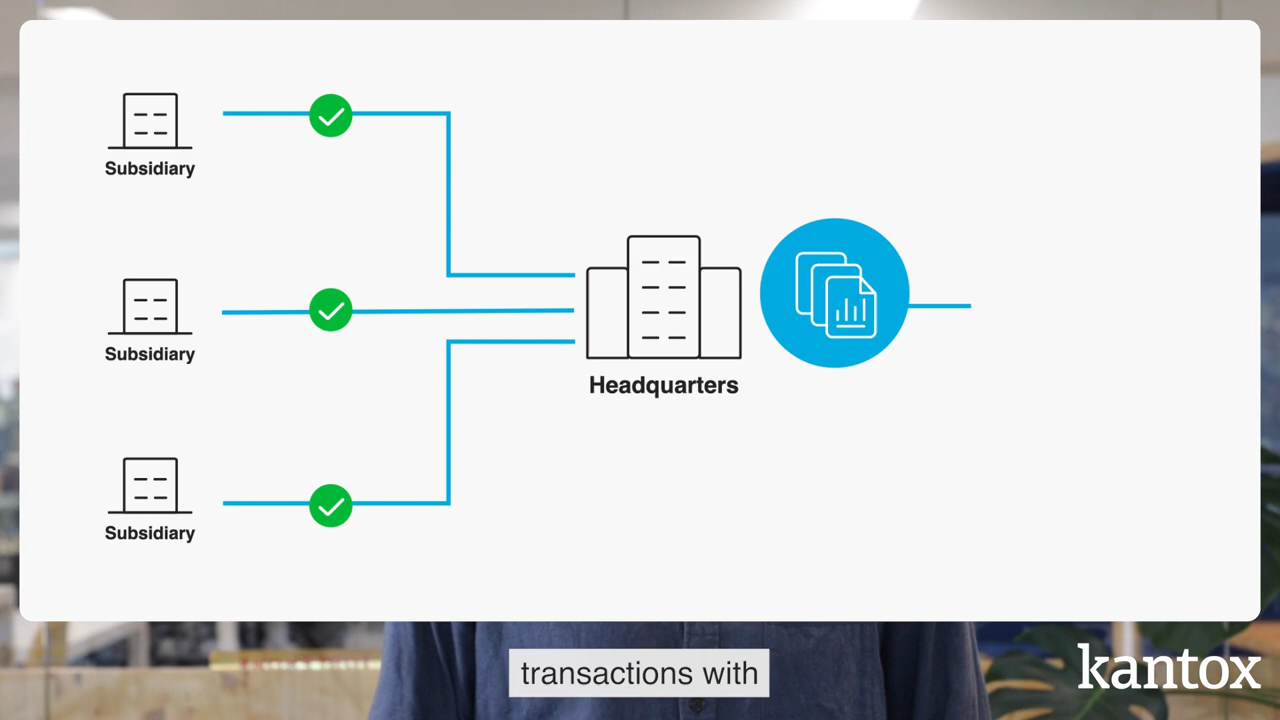 Subsidiary
Subsidiary
Headquarters
Subsidiary
transactions with
kantox